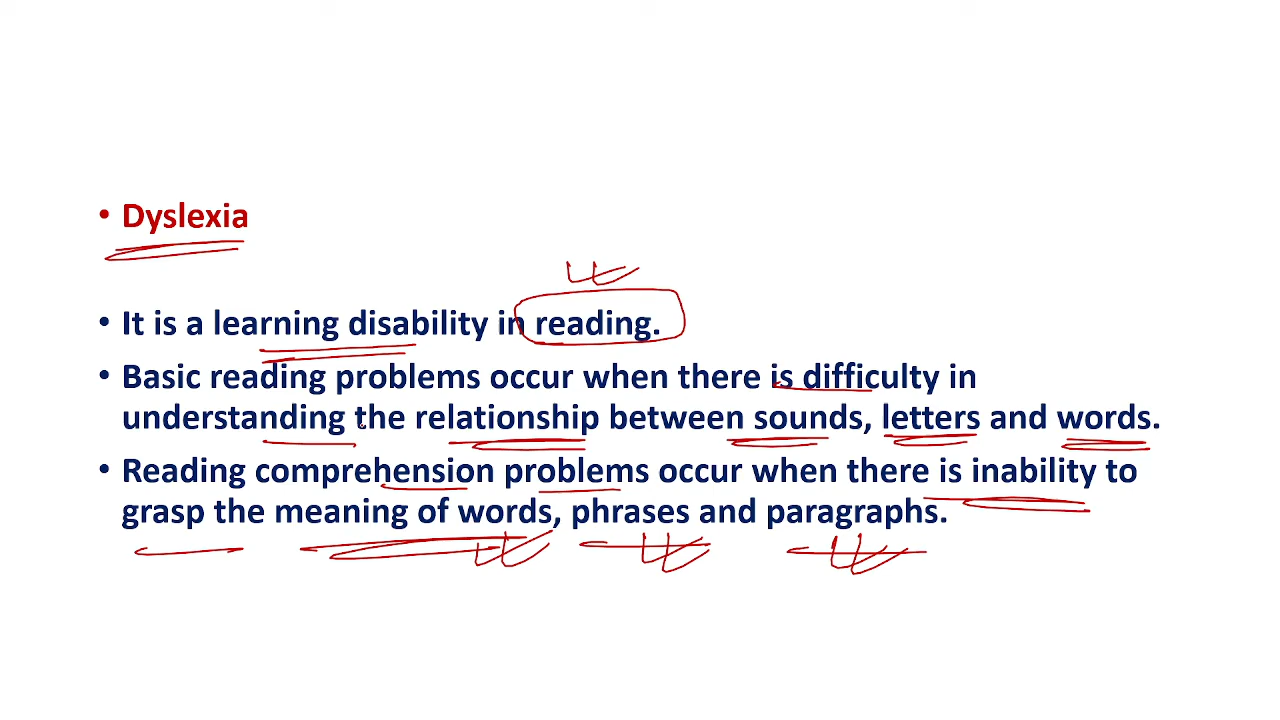 • Dyslexia
• It is a learning disability in reading.
• Basic reading problems occur when there is difficulty in
understanding the relationship between sounds, letters and words.
• Reading comprehension problems occur when there is inability to
grasp the meaning of words, phrases and paragraphs.